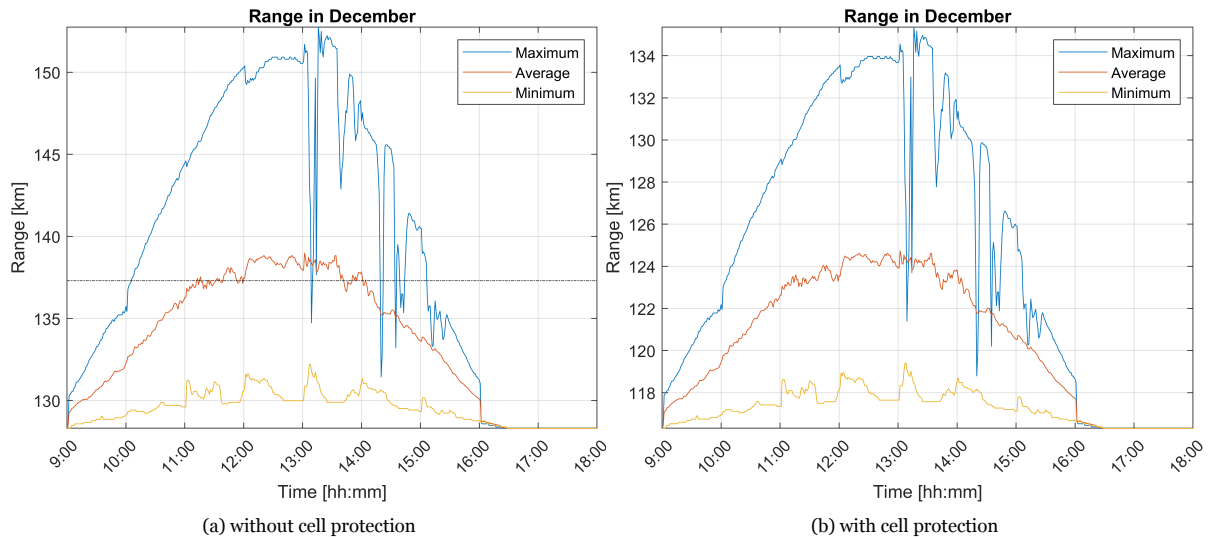 Range in December
Range [km]
150
145
140
135
130
Maximum
Average
Minimum
9:00 10:00 11:00 12:00 13:00 14:00 15:00 16:00 17:00 18:00
Time [hh:mm]
(a) without cell protection
Range in December
Range [km]
134
132
130
128
126
124
122
120
118
Maximum
Average
Minimum
9:00 10:00 11:00 12:00 13:00 14:00 15:00 16:00 17:00 18:00
Time [hh:mm]
(b) with cell protection